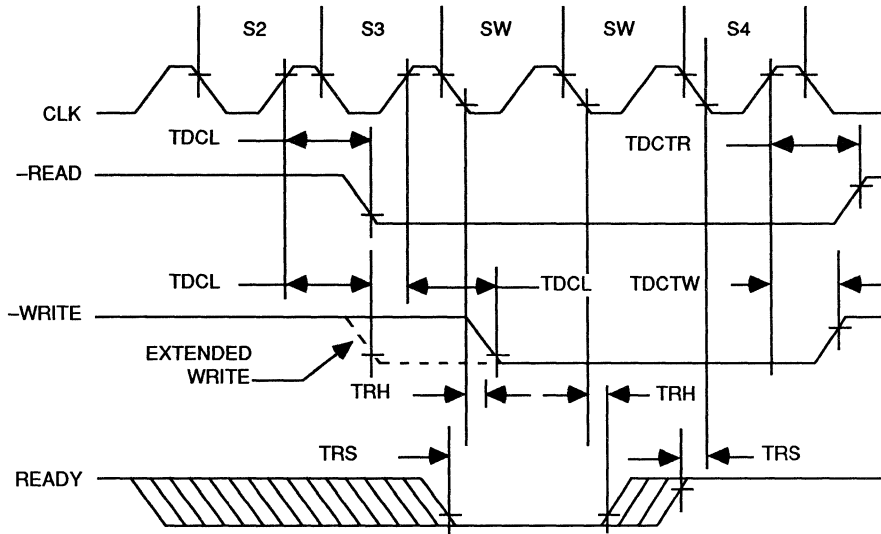 S2 S3 SW SW S4
CLK
TDCL TDCTR
–READ
TDCL TDCL TDCTW
–WRITE
EXTENDED
WRITE
TRH TRH
TRS TRS
READY